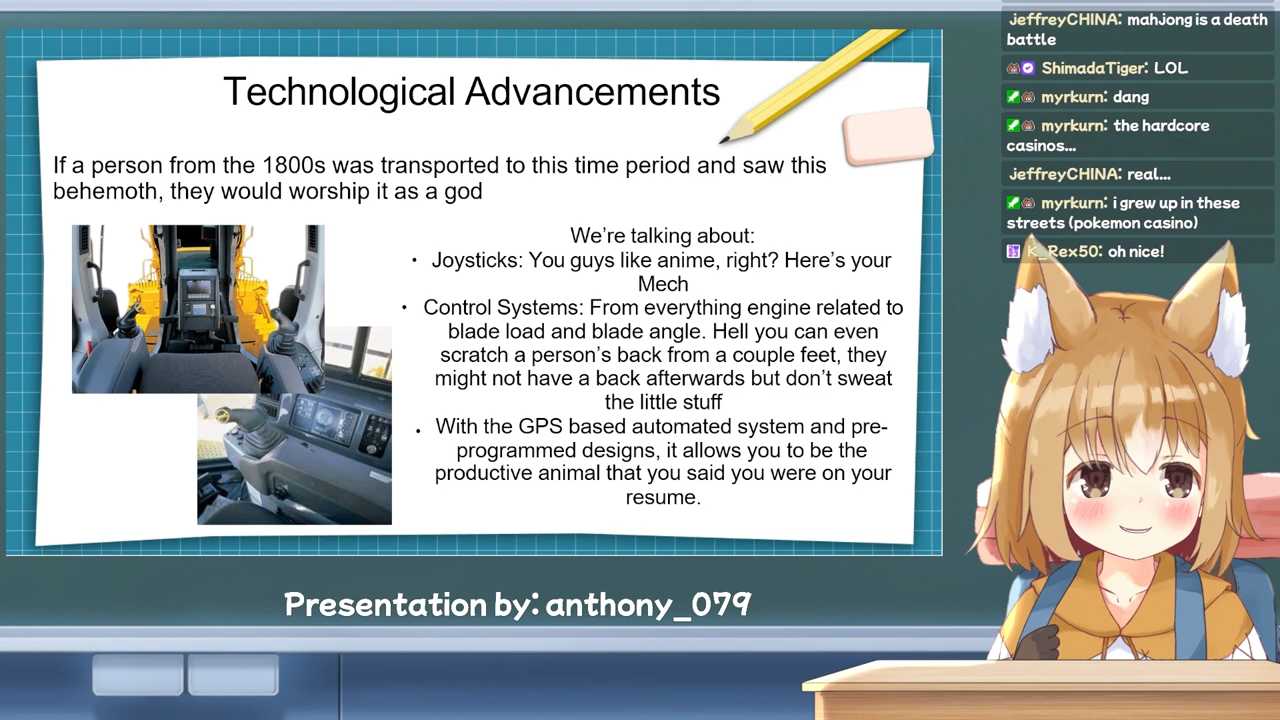 Technological Advancements
If a person from the 1800s was transported to this time period and saw this
behemoth, they would worship it as a god
We're talking about:
• Joysticks: You guys like anime, right? Here's your
Mech
• Control Systems: From everything engine related to
blade load and blade angle. Hell you can even
scratch a person's back from a couple feet, they
might not have a back afterwards but don't sweat
the little stuff
• With the GPS based automated system and pre-
programmed designs, it allows you to be the
productive animal that you said you were on your
resume.
Presentation by: anthony_079
jeffreyCHINA: mahjong is a death
battle
ShimadaTiger: LOL
myrkurn: dang
myrkurn: the hardcore
casinos...
jeffreyCHINA: real...
myrkurn: i grew up in these
streets (pokemon casino)
K_Rex50: oh nice!